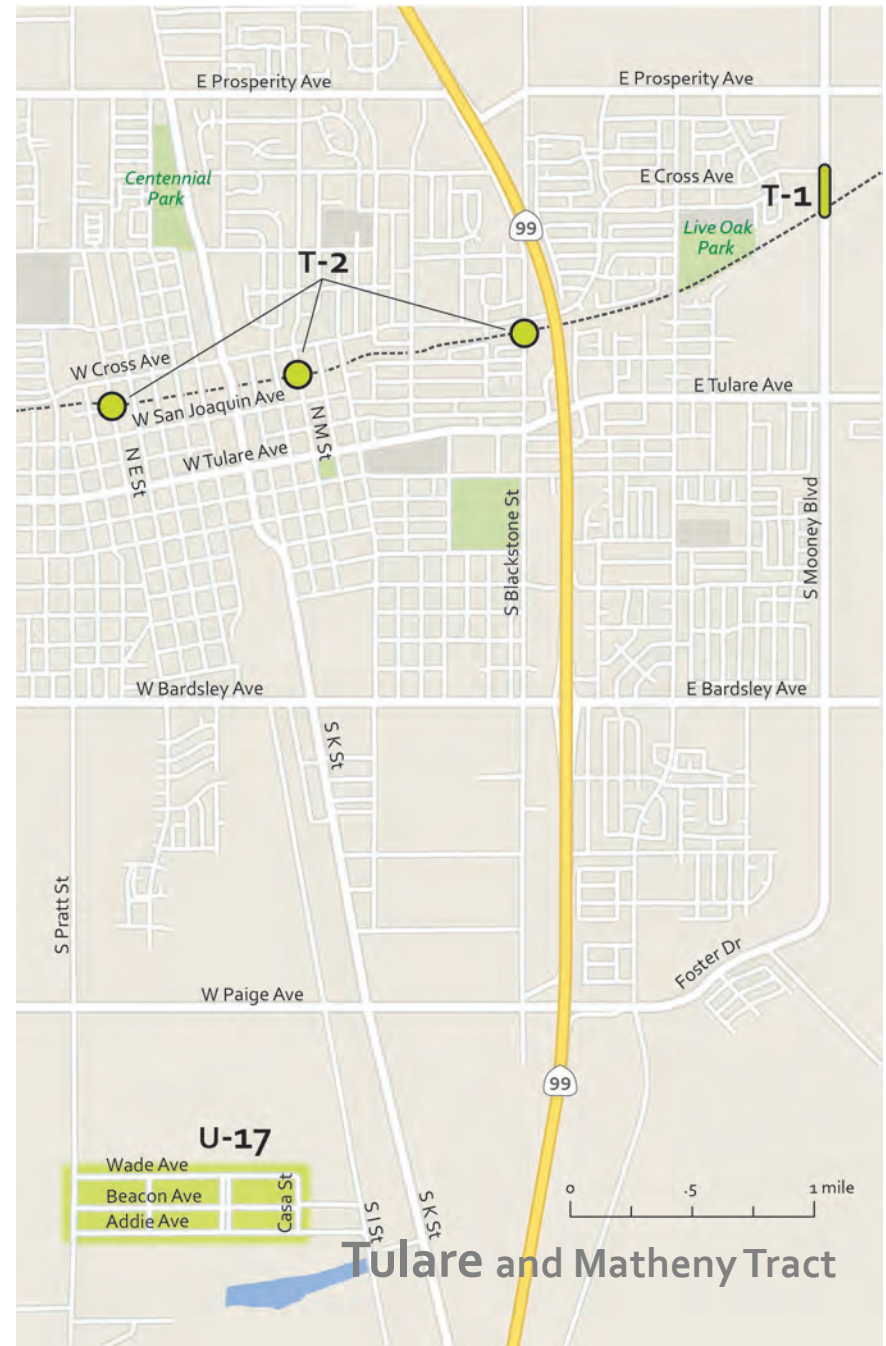 E Prosperity Ave
E Prosperity Ave
Centennial
Park
E Cross Ave
T-1
99
Live Oak
Park
T-2
W Cross Ave
W San Joaquin Ave
E Tulare Ave
N E St
N M St
W Tulare Ave
S Blackstone St
S Mooney Blvd
W Bardsley Ave
E Bardsley Ave
S K St
S Pratt St
Foster Dr
W Paige Ave
99
U-17
Wade Ave
Beacon Ave
Addie Ave
Casa St
S I St
S K St
0 .5 1 mile
Tulare and Matheny Tract